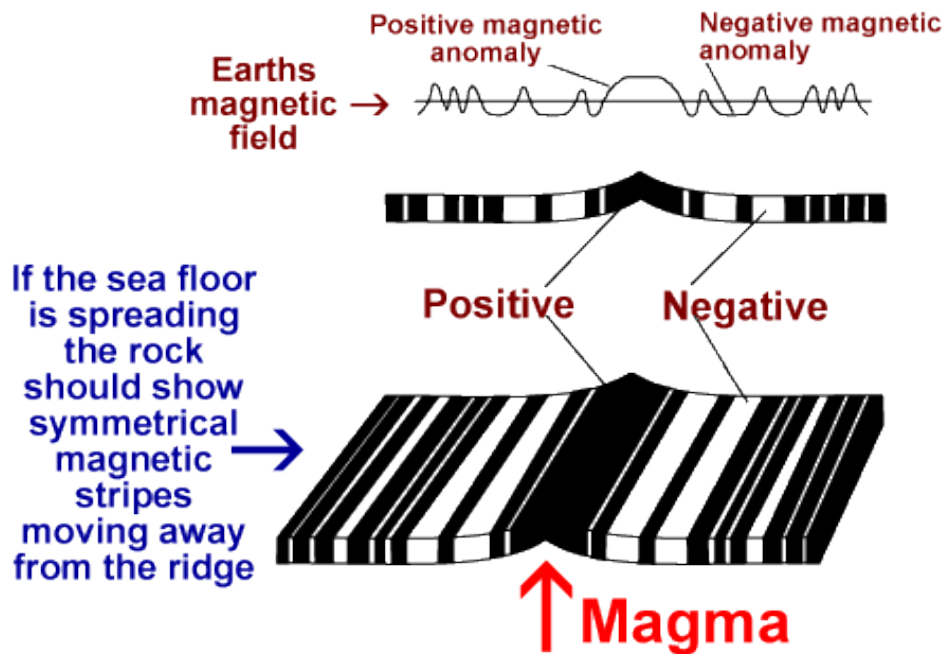 Positive magnetic
anomaly
Negative magnetic
anomaly
Earths
magnetic →
field
Positive
Negative
If the sea floor
is spreading
the rock
should show
symmetrical
magnetic →
stripes
moving away
from the ridge
Magma